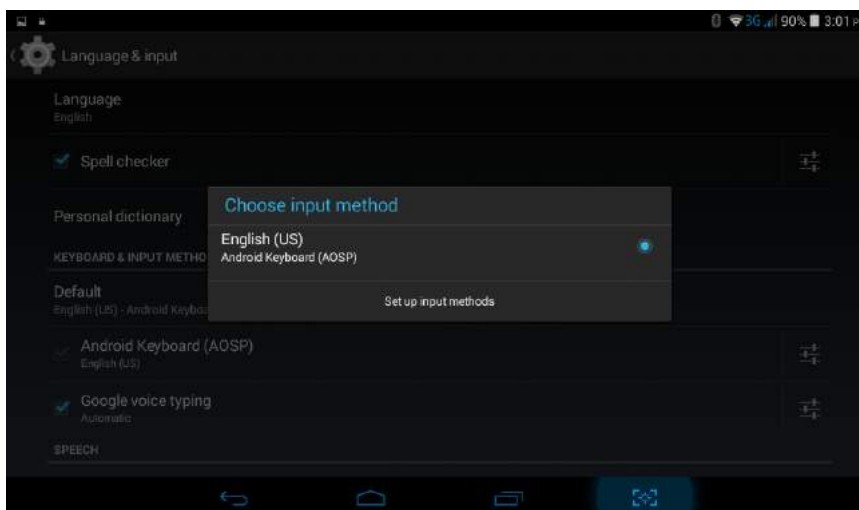 3G 90% 3:01 P
Language & input
Language
English
Spell checker
Personal dictionary
Choose input method
English (US)
Android Keyboard (AOSP)
Set up input methods
KEYBOARD & INPUT METHO
Default
English (US) - Android Keyboa
Android Keyboard (AOSP)
English (US)
Google voice typing
Automatic
SPEECH